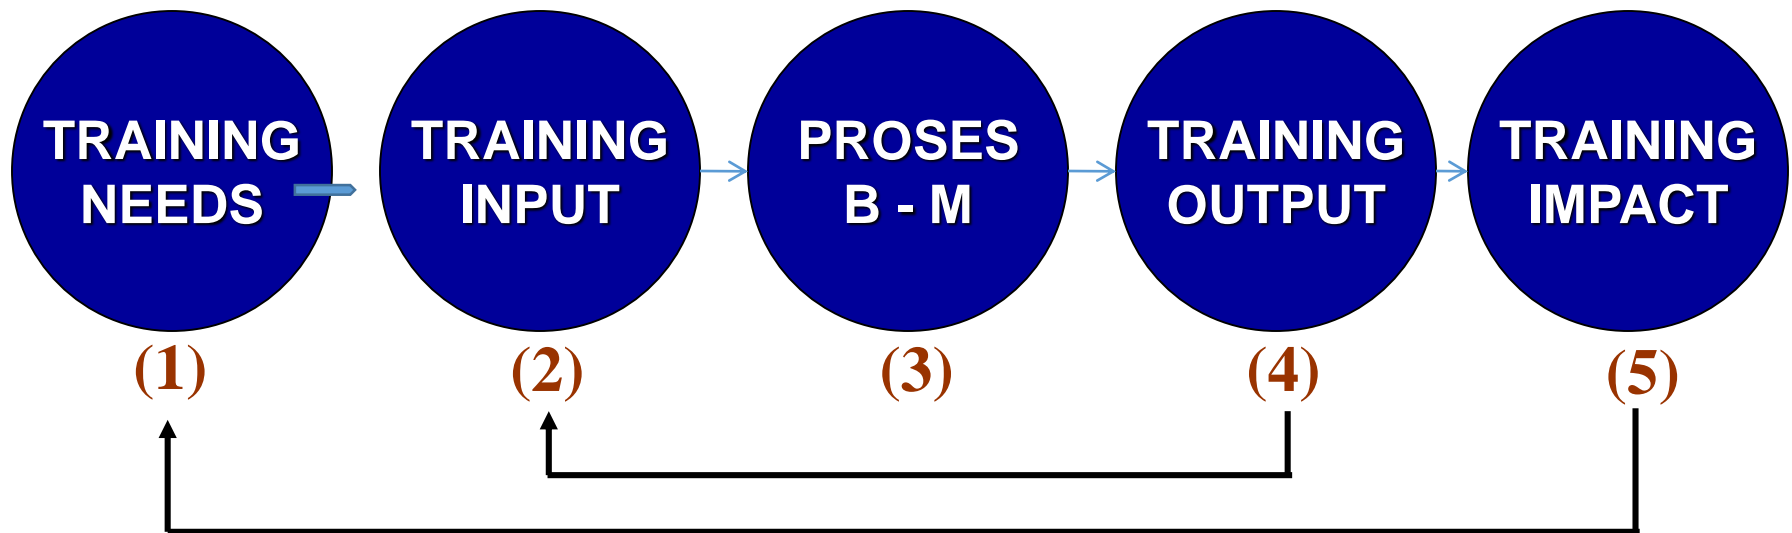 TRAINING
NEEDS
TRAINING
INPUT
PROSES
B - M
TRAINING
OUTPUT
TRAINING
IMPACT
(1)
(2)
(3)
(4)
(5)